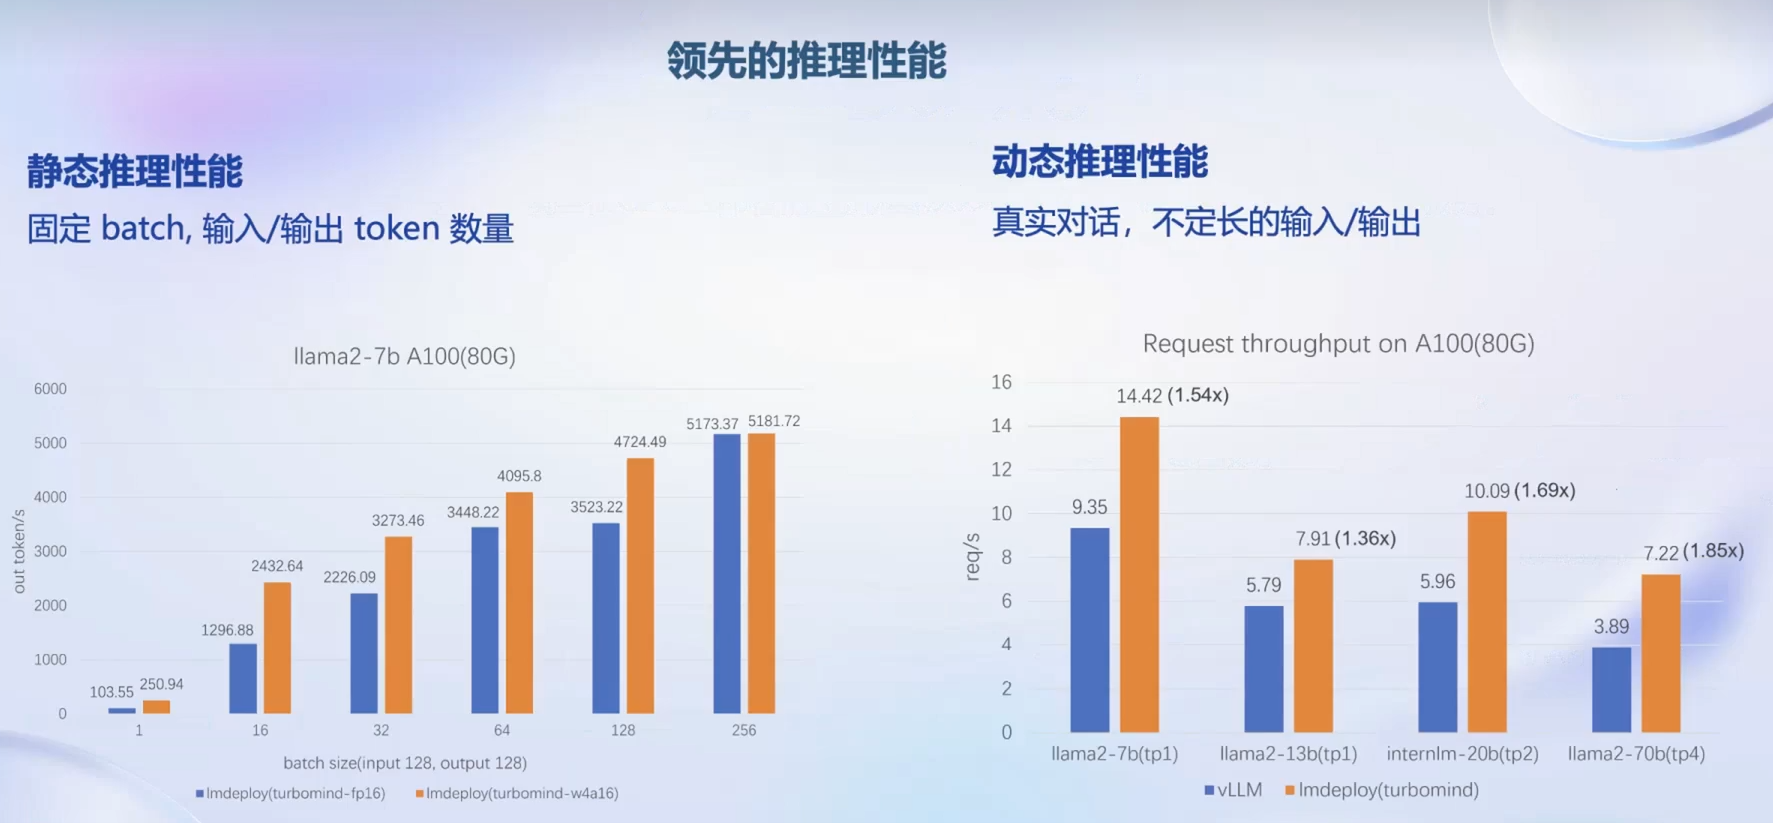 领先的推理性能
静态推理性能
固定 batch, 输入/输出 token 数量
llama2-7b A100(80G)
6000
5000
4000
3000
2000
1000
0
out token/s
103.55 250.94
1296.88 2432.64
2226.09 3273.46
3448.22 4095.8
3523.22 4724.49
5173.37 5181.72
1 16 32 64 128 256
batch size(input 128, output 128)
lmdeploy(turbomind-fp16) lmdeploy(turbomind-w4a16)
动态推理性能
真实对话，不定长的输入/输出
Request throughput on A100(80G)
16
14
12
10
8
6
4
2
0
req/s
9.35 14.42 (1.54x)
5.79 7.91 (1.36x)
5.96 10.09 (1.69x)
3.89 7.22 (1.85x)
llama2-7b(tp1) llama2-13b(tp1) internlm-20b(tp2) llama2-70b(tp4)
vLLM lmdeploy(turbomind)